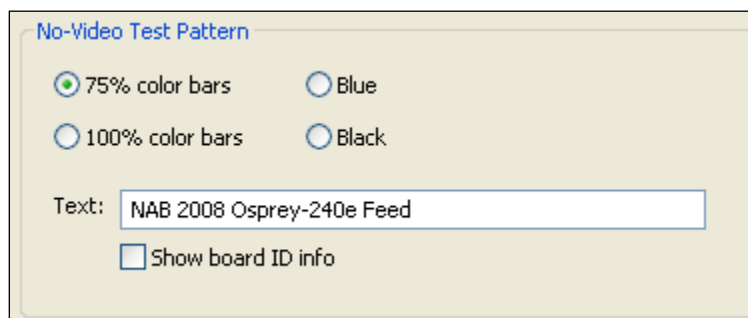 No-Video Test Pattern
75% color bars Blue
100% color bars Black
Text: NAB 2008 Osprey-240e Feed
Show board ID info